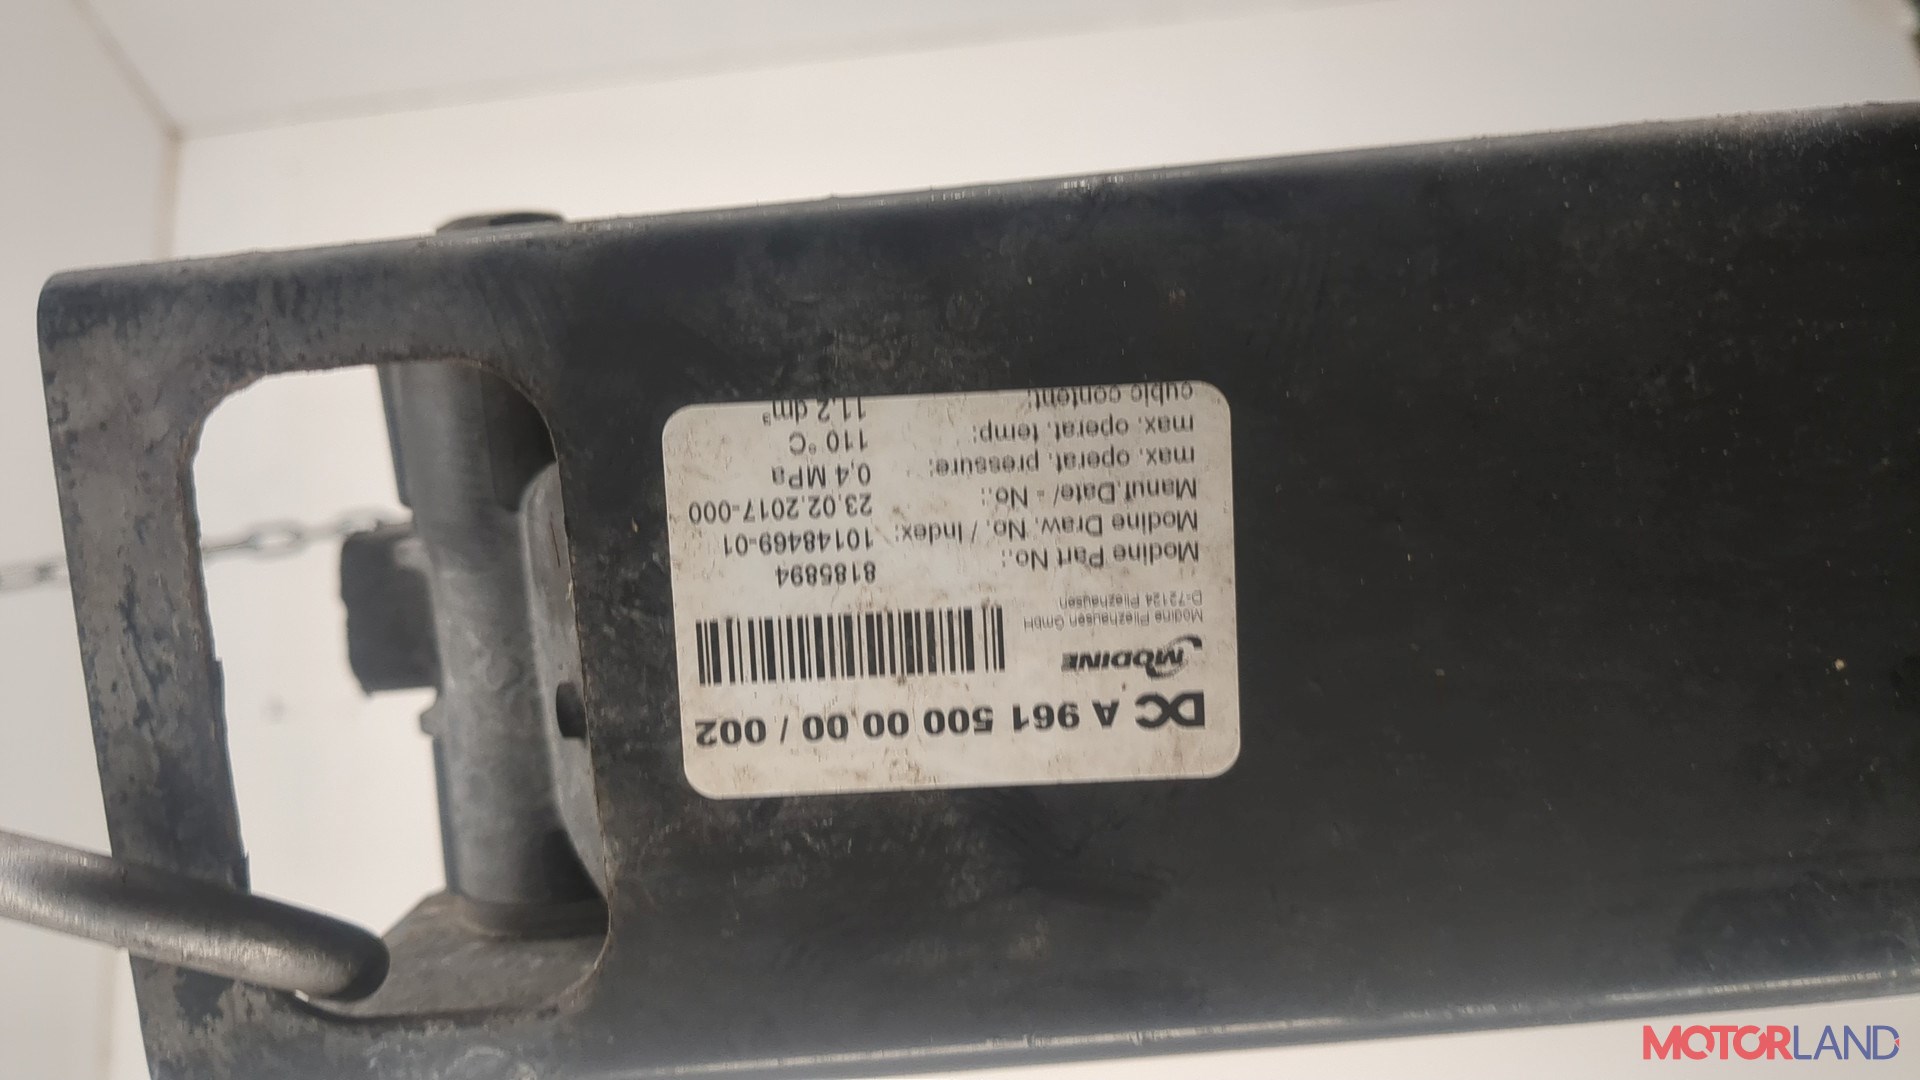 DC A 961 500 00 00 / 002
MODINE
Modine Pliezhausen GmbH
D-72124 Pliezhausen
Modine Part No.: 8185894
Modine Draw. No. / Index: 10148469-01
Manuf.Date/ - No.: 23.02.2017-000
max. operat. pressure: 0,4 MPa
max. operat. temp: 110 °C
cubic content: 11,2 dm³
MOTORLAND